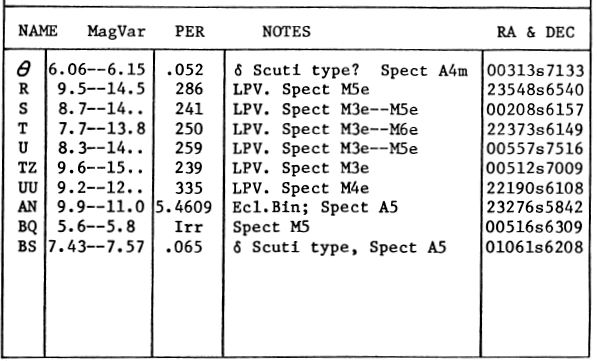 NAME MagVar PER NOTES RA & DEC
θ 6.06--6.15 .052 δ Scuti type? Spect A4m 00313s7133
R 9.5--14.5 286 LPV. Spect M5e 23548s6540
S 8.7--14.. 241 LPV. Spect M3e--M5e 00208s6157
T 7.7--13.8 250 LPV. Spect M3e--M6e 22373s6149
U 8.3--14.. 259 LPV. Spect M3e--M5e 00557s7516
TZ 9.6--15.. 239 LPV. Spect M3e 00512s7009
UU 9.2--12.. 335 LPV. Spect M4e 22190s6108
AN 9.9--11.0 5.4609 Ecl.Bin; Spect A5 23276s5842
BQ 5.6--5.8 Irr Spect M5 00516s6309
BS 7.43--7.57 .065 δ Scuti type, Spect A5 01061s6208